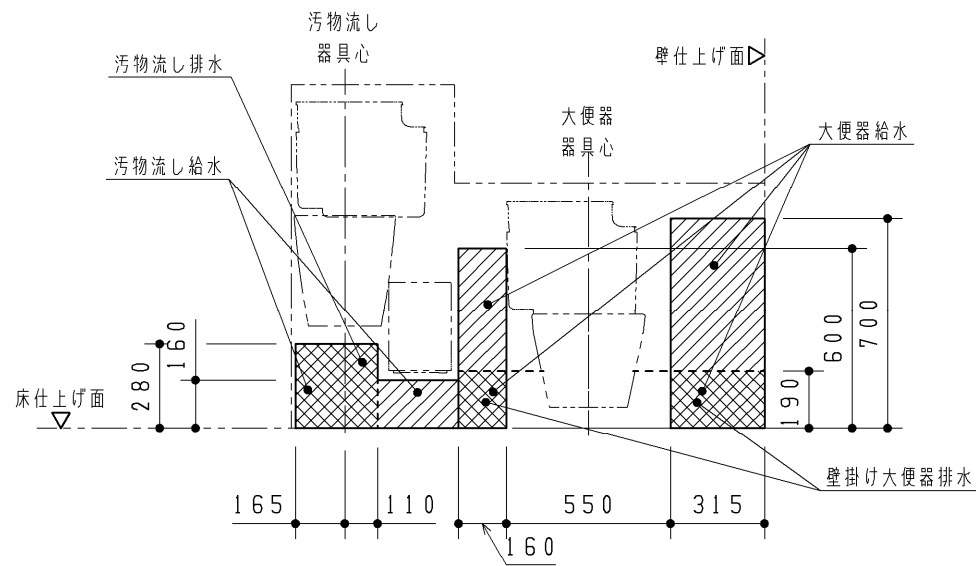 汚物流し
器具心
汚物流し排水
壁仕上げ面
大便器
器具心
大便器給水
汚物流し給水
280
160
床仕上げ面
190
600
700
壁掛け大便器排水
165
110
160
550
315